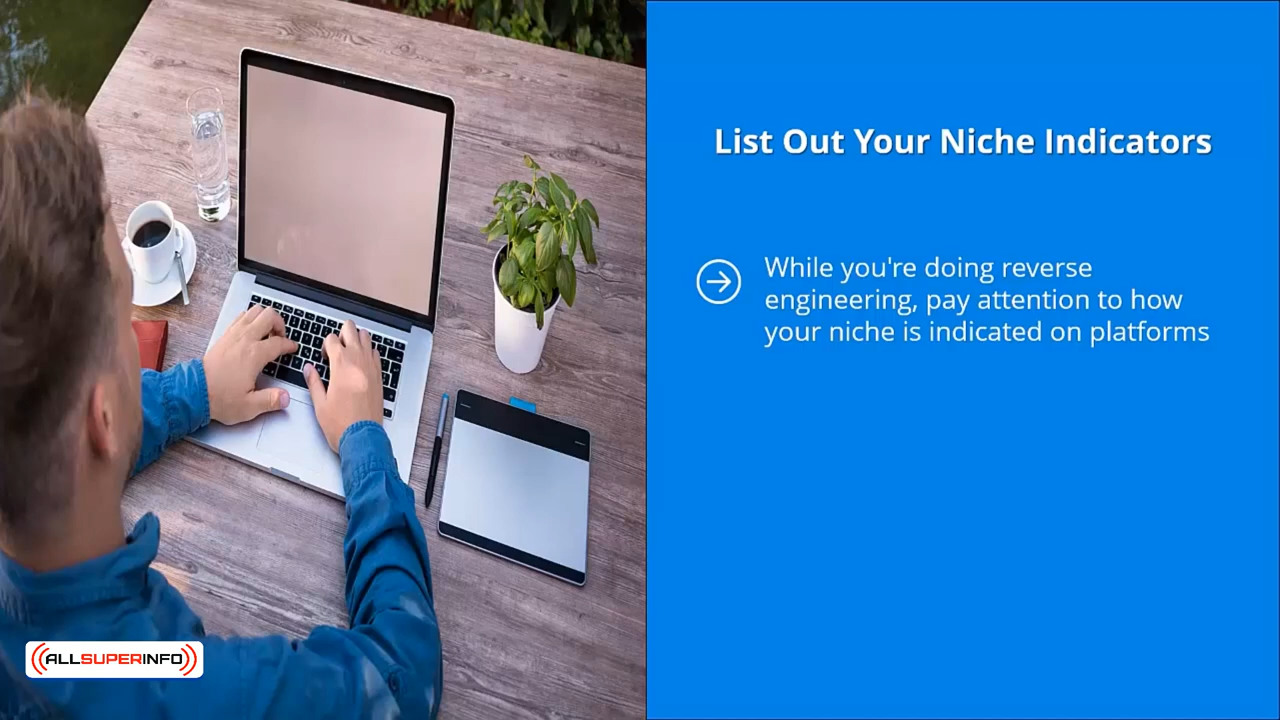 List Out Your Niche Indicators
While you're doing reverse
engineering, pay attention to how
your niche is indicated on platforms
ALLSUPERINFO